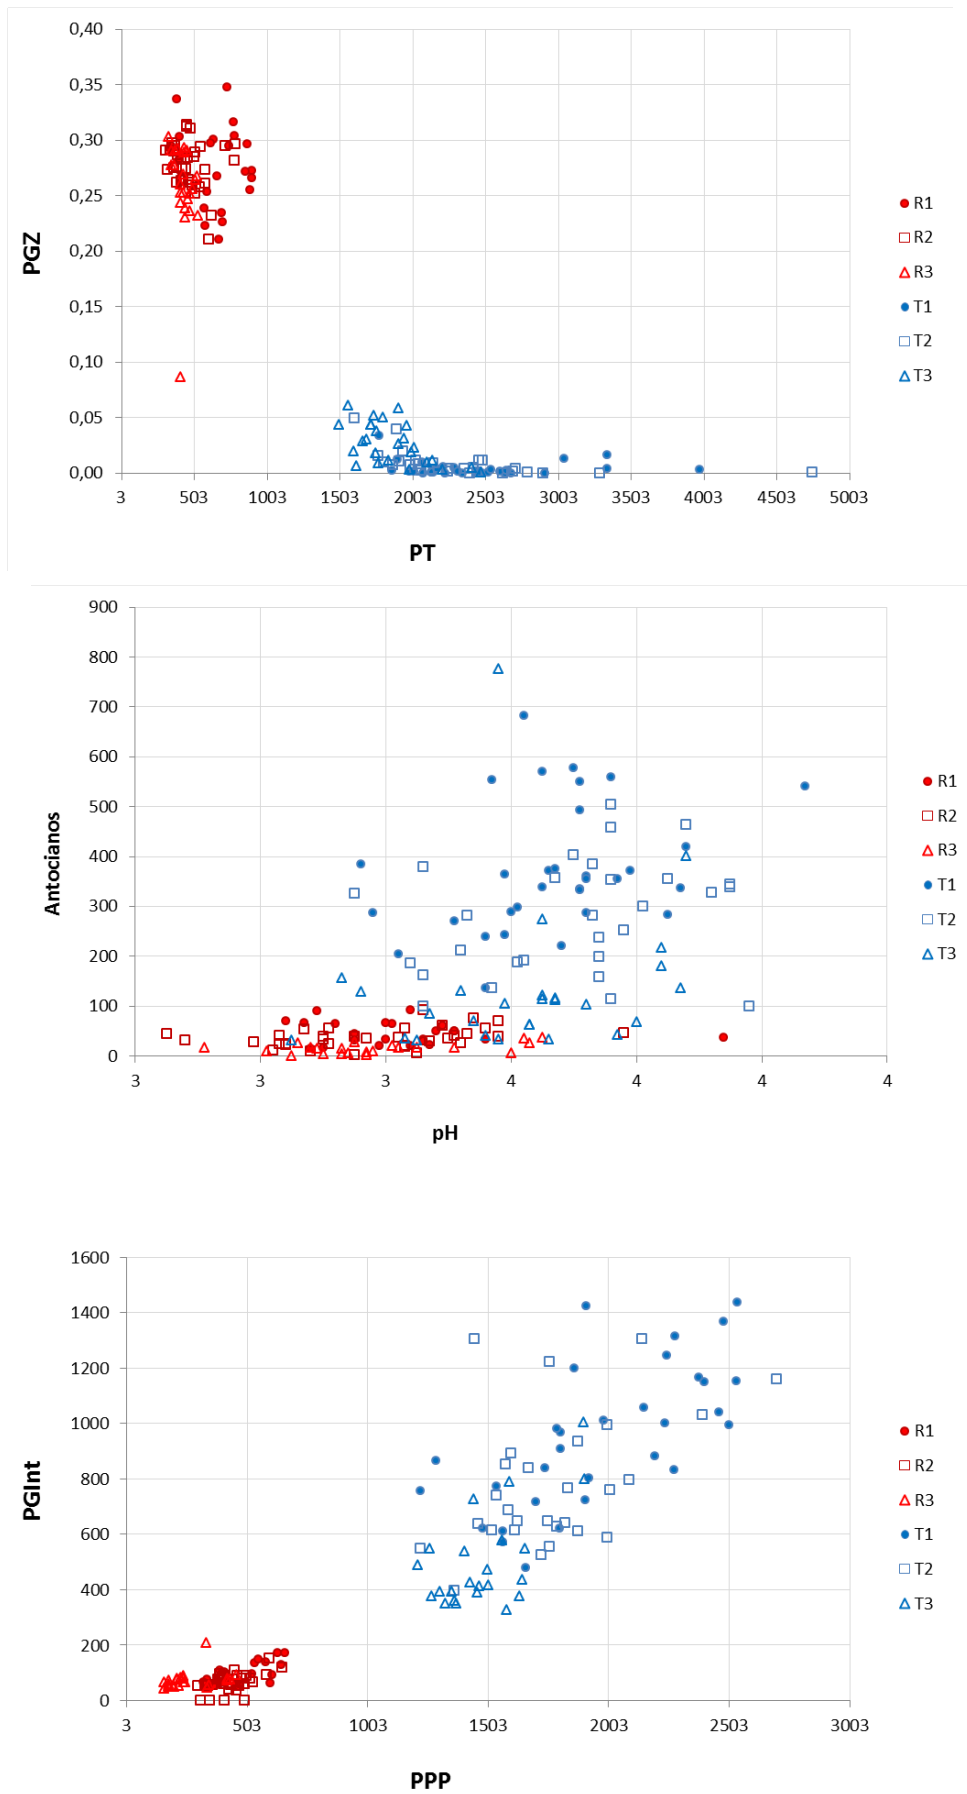 0,40
0,35
0,30
0,25
0,20
0,15
0,10
0,05
0,00
PGZ
3 503 1003 1503 2003 2503 3003 3503 4003 4503 5003
PT
R1
R2
R3
T1
T2
T3
900
800
700
600
500
400
300
200
100
0
Antocianos
3 3 3 4 4 4 4
pH
R1
R2
R3
T1
T2
T3
1600
1400
1200
1000
800
600
400
200
0
PGInt
3 503 1003 1503 2003 2503 3003
PPP
R1
R2
R3
T1
T2
T3